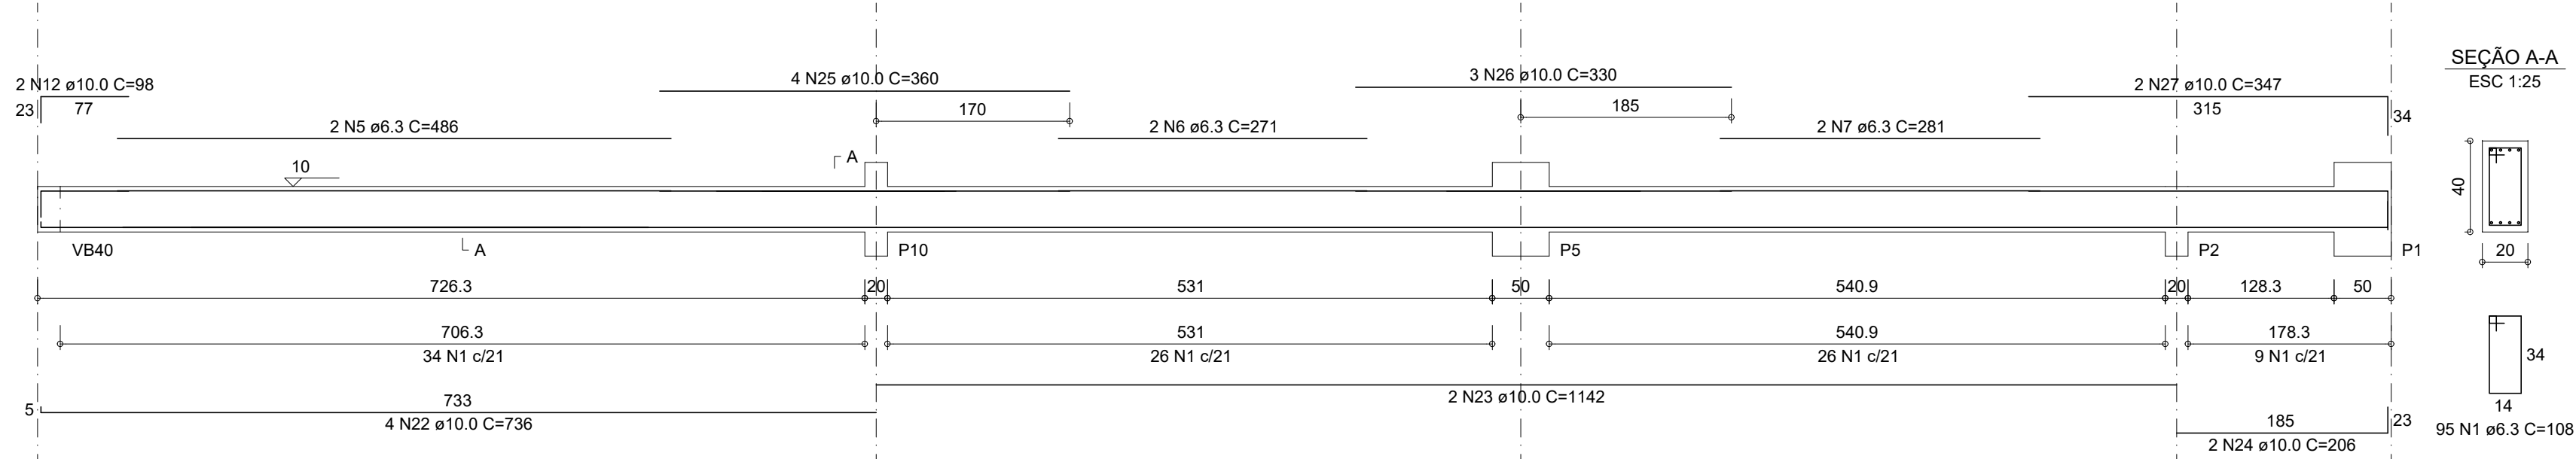 4 N25 ø10.0 C=360
3 N26 ø10.0 C=330
SEÇÃO A-A
ESC 1:25
2 N12 ø10.0 C=98
23
77
170
185
2 N27 ø10.0 C=347
315
34
2 N5 ø6.3 C=486
2 N6 ø6.3 C=271
2 N7 ø6.3 C=281
10
A
40
VB40
A
P10
P5
P2
P1
20
726.3
20
531
50
540.9
20
128.3
50
706.3
34 N1 c/21
531
26 N1 c/21
540.9
26 N1 c/21
178.3
9 N1 c/21
34
14
95 N1 ø6.3 C=108
2 N23 ø10.0 C=1142
5
733
4 N22 ø10.0 C=736
185
23
2 N24 ø10.0 C=206